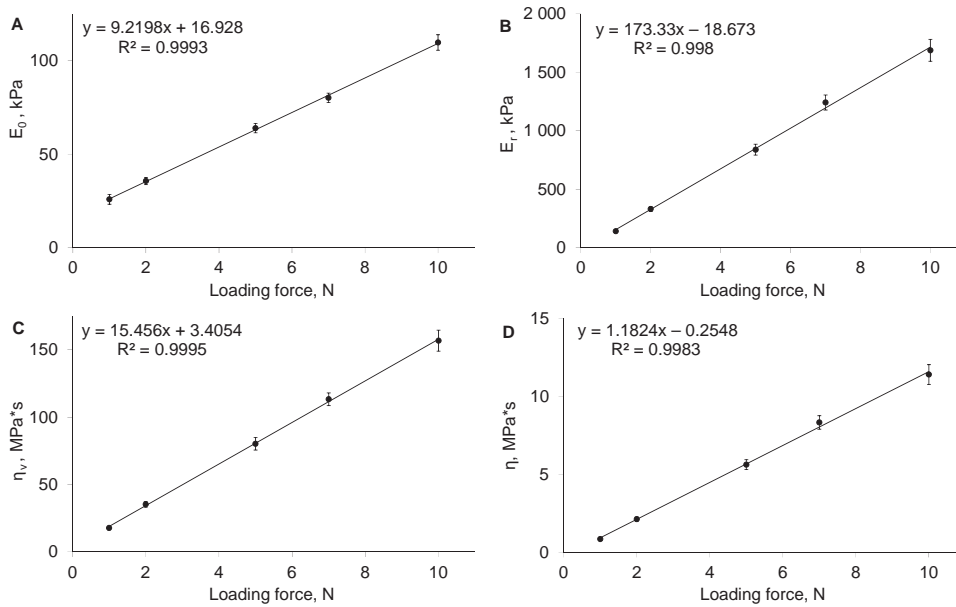 A
y = 9.2198x + 16.928
R² = 0.9993
100
50
0
E₀ , kPa
0 2 4 6 8 10
Loading force, N
B
y = 173.33x – 18.673
R² = 0.998
2 000
1 500
1 000
500
0
Eᵣ , kPa
0 2 4 6 8 10
Loading force, N
C
y = 15.456x + 3.4054
R² = 0.9995
150
100
50
0
ηᵥ, MPa*s
0 2 4 6 8 10
Loading force, N
D
y = 1.1824x – 0.2548
R² = 0.9983
15
10
5
0
η, MPa*s
0 2 4 6 8 10
Loading force, N